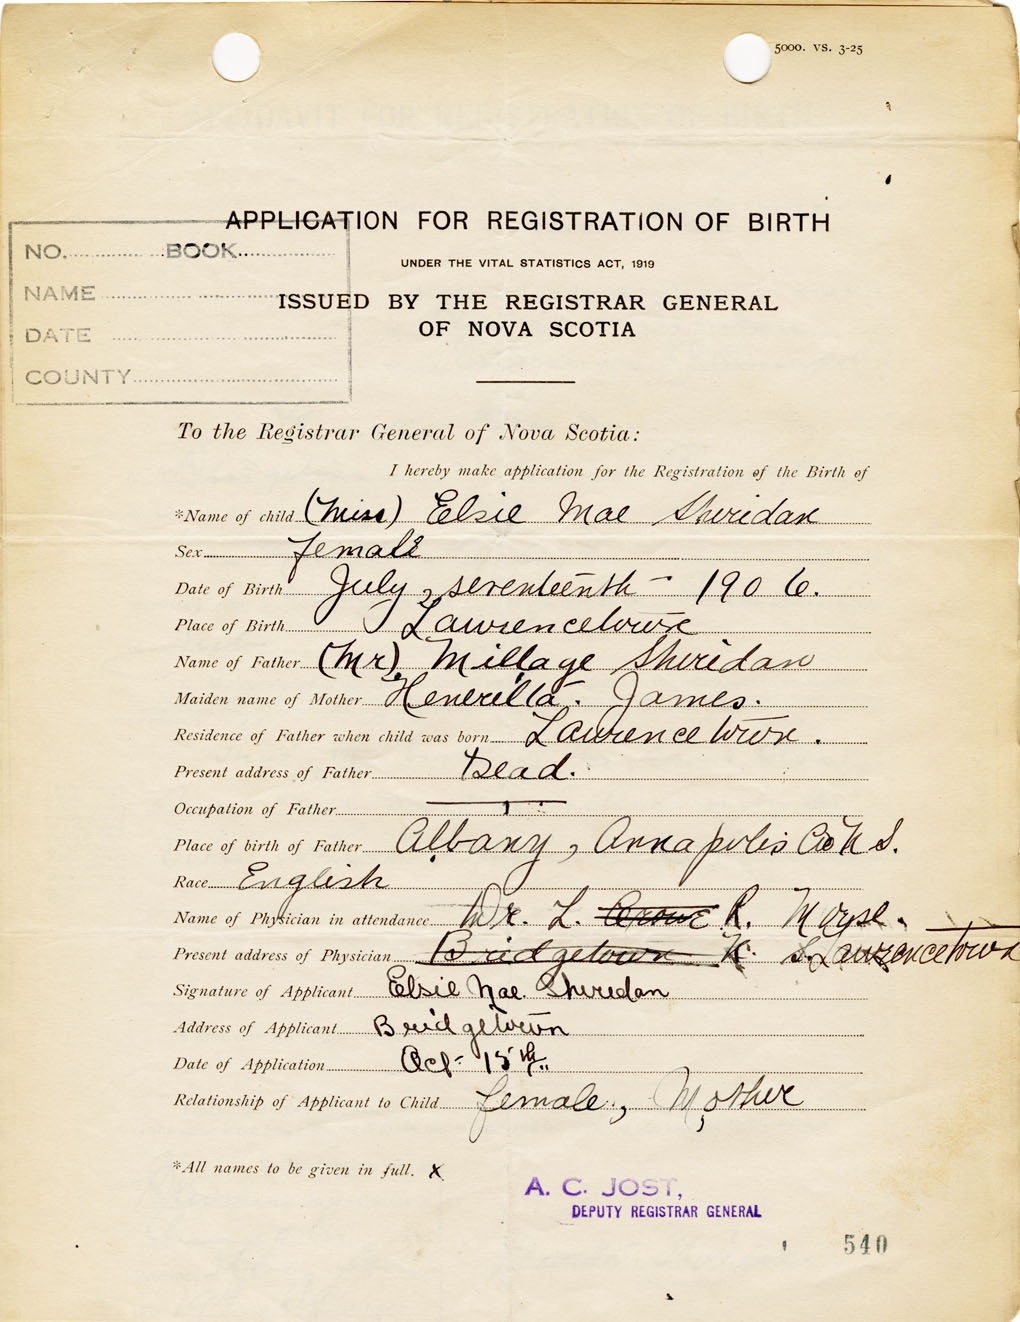 5000. VS. 3-25
APPLICATION FOR REGISTRATION OF BIRTH
UNDER THE VITAL STATISTICS ACT, 1919
ISSUED BY THE REGISTRAR GENERAL
OF NOVA SCOTIA
NO. BOOK
NAME
DATE
COUNTY
To the Registrar General of Nova Scotia:
I hereby make application for the Registration of the Birth of
*Name of child (Miss) Elsie Mae Sheridan
Sex female
Date of Birth July, seventeenth - 1906.
Place of Birth Lawrencetown
Name of Father (Mr), Millage Sheridan
Maiden name of Mother Henerilta. James.
Residence of Father when child was born Lawrencetown.
Present address of Father Dead.
Occupation of Father
Place of birth of Father Albany, Annapolis Co N S.
Race English
Name of Physician in attendance Dr. L. Crowe R. Morse.
Present address of Physician Bridgetown N. S. Lawrencetown
Signature of Applicant Elsie Mae Sheridan
Address of Applicant Bridgetown
Date of Application Oct - 15th
Relationship of Applicant to Child female, Mother
*All names to be given in full. X
A. C. JOST,
DEPUTY REGISTRAR GENERAL
540